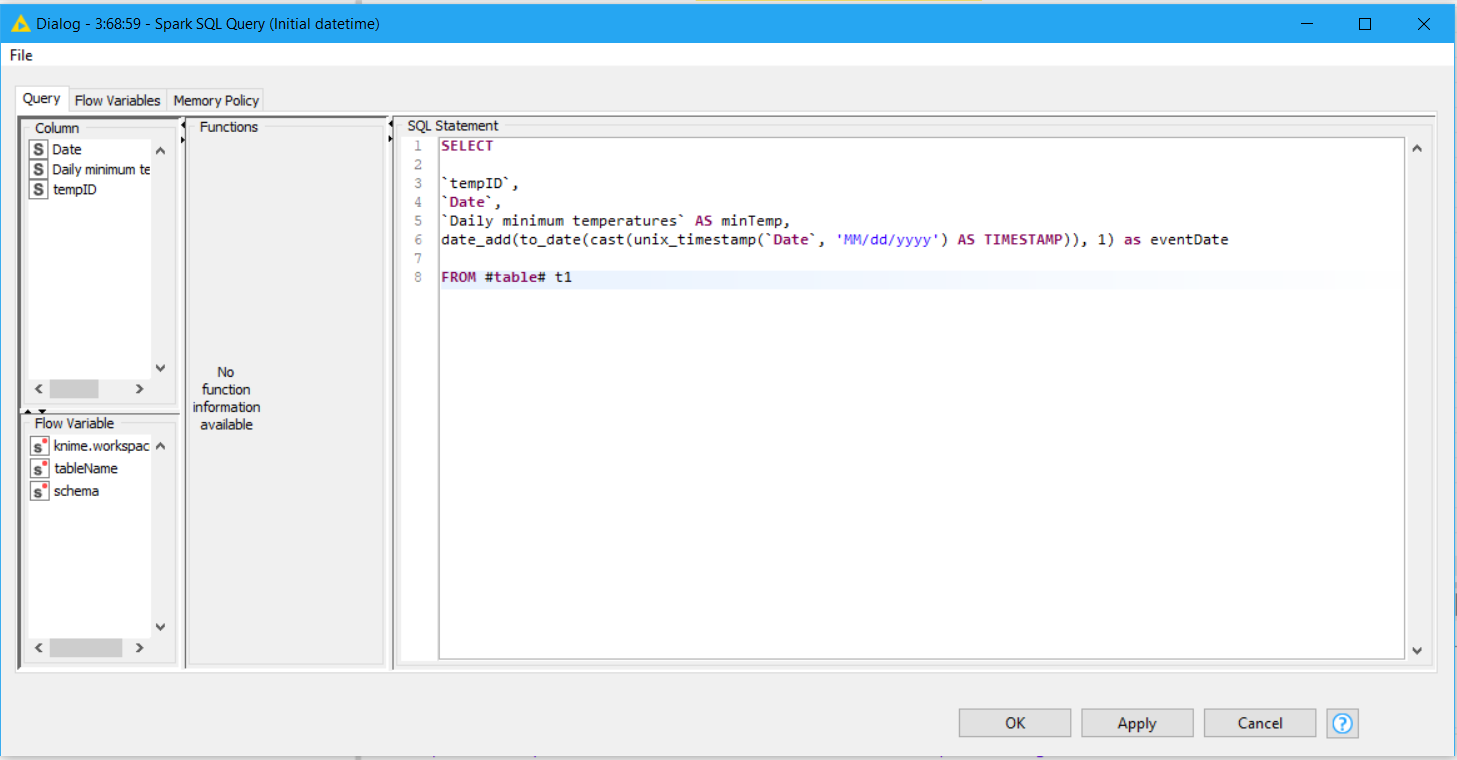 Dialog - 3:68:59 - Spark SQL Query (Initial datetime)
File
Query Flow Variables Memory Policy
Column
S Date
S Daily minimum te
S tempID
Flow Variable
s knime.workspac
s tableName
s schema
Functions
No
function
information
available
SQL Statement
1 SELECT
2
3 `tempID`,
4 `Date`,
5 `Daily minimum temperatures` AS minTemp,
6 date_add(to_date(cast(unix_timestamp(`Date`, 'MM/dd/yyyy') AS TIMESTAMP)), 1) as eventDate
7
8 FROM #table# t1
OK Apply Cancel ?